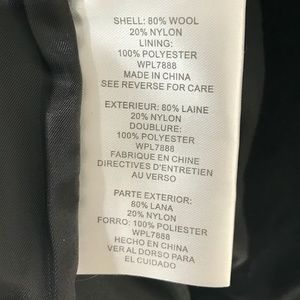 SHELL: 80% WOOL
20% NYLON
LINING:
100% POLYESTER
WPL7888
MADE IN CHINA
SEE REVERSE FOR CARE
EXTERIEUR: 80% LAINE
20% NYLON
DOUBLURE:
100% POLYESTER
WPL7888
FABRIQUE EN CHINE
DIRECTIVES D'ENTRETIEN
AU VERSO
PARTE EXTERIOR:
80% LANA
20% NYLON
FORRO: 100% POLIESTER
WPL7888
HECHO EN CHINA
VER AL DORSO PARA
EL CUIDADO